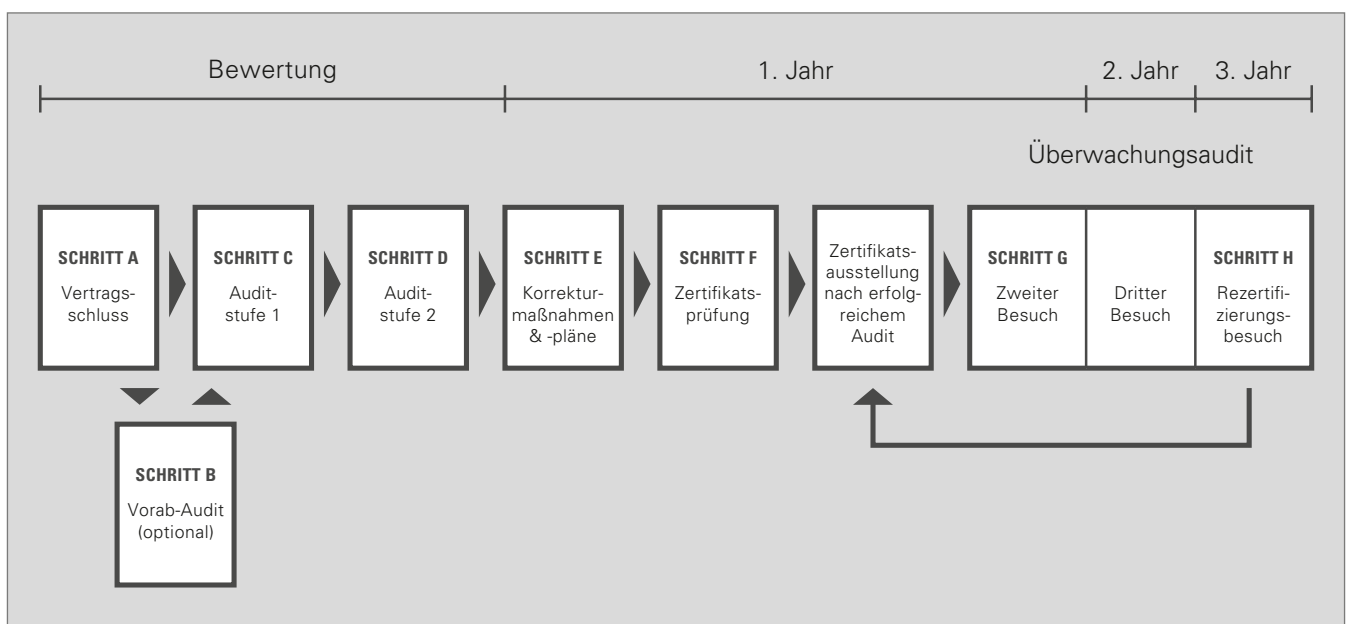 Bewertung
1. Jahr
2. Jahr
3. Jahr
Überwachungsaudit
SCHRITT A
Vertrags-
schluss
SCHRITT C
Audit-
stufe 1
SCHRITT D
Audit-
stufe 2
SCHRITT E
Korrektur-
maßnahmen
& -pläne
SCHRITT F
Zertifikats-
prüfung
Zertifikats-
ausstellung
nach erfolg-
reichem
Audit
SCHRITT G
Zweiter
Besuch
Dritter
Besuch
SCHRITT H
Rezertifi-
zierungs-
besuch
SCHRITT B
Vorab-Audit
(optional)